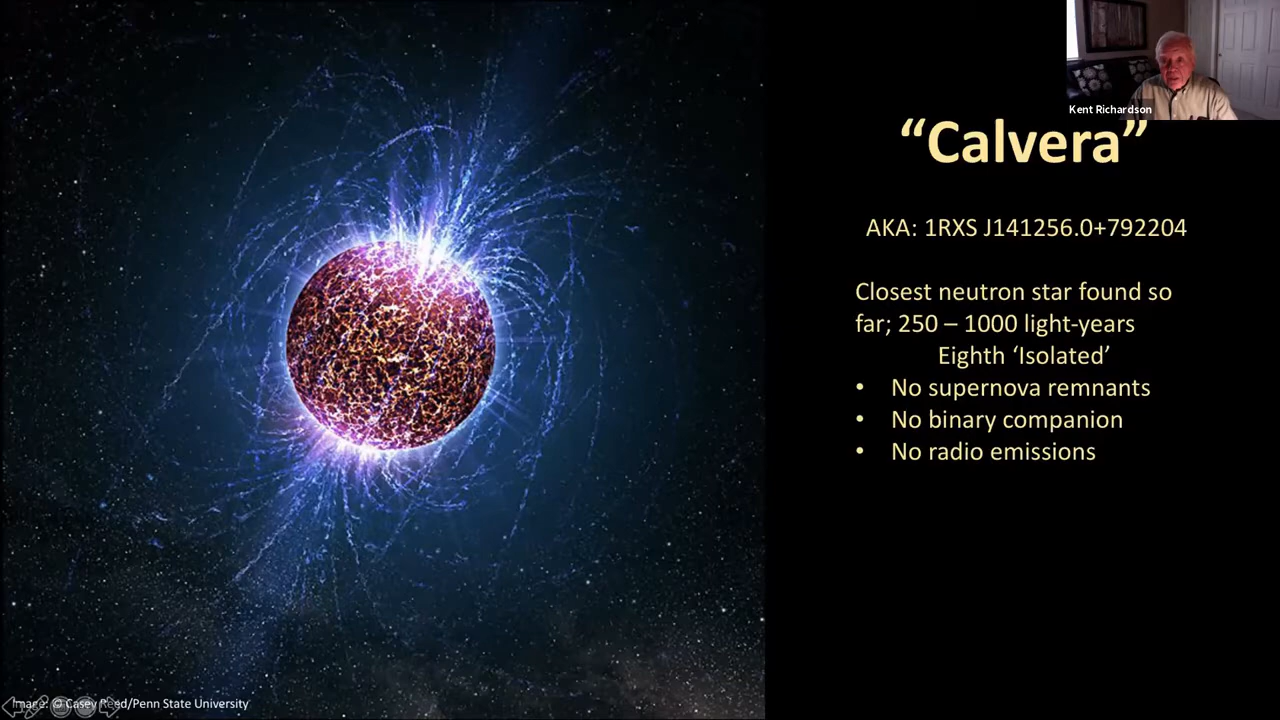 Kent Richardson
“Calvera”
AKA: 1RXS J141256.0+792204
Closest neutron star found so
far; 250 – 1000 light-years
Eighth ‘Isolated’
• No supernova remnants
• No binary companion
• No radio emissions
Image: © Casey Reed/Penn State University